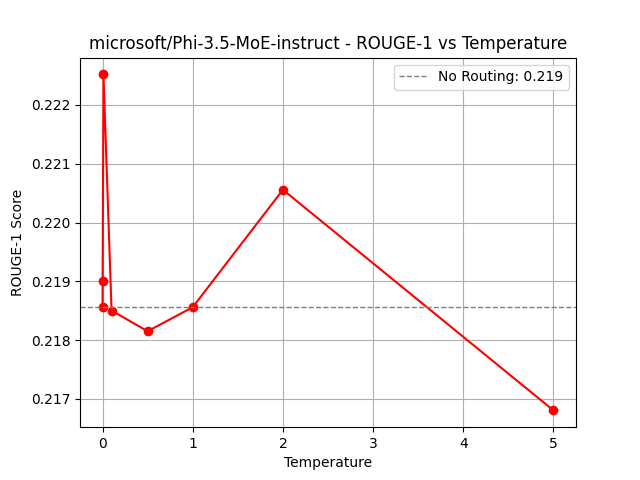 microsoft/Phi-3.5-MoE-instruct - ROUGE-1 vs Temperature
No Routing: 0.219
ROUGE-1 Score
0.222
0.221
0.220
0.219
0.218
0.217
0 1 2 3 4 5
Temperature